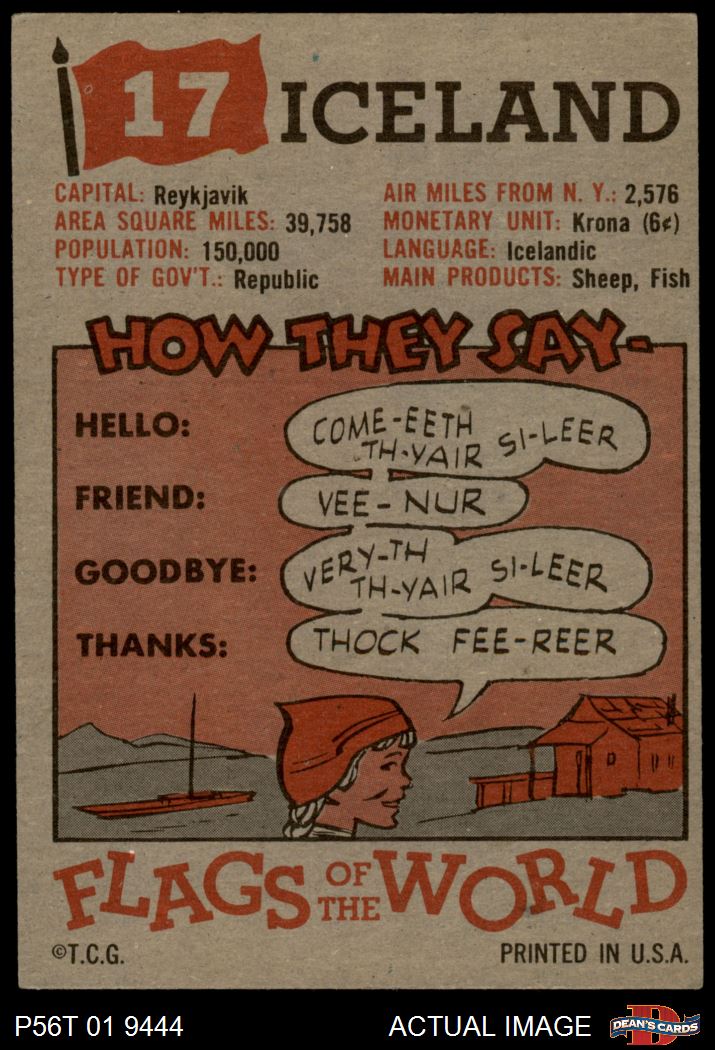 17 ICELAND
CAPITAL: Reykjavik
AREA SQUARE MILES: 39,758
POPULATION: 150,000
TYPE OF GOV'T.: Republic
AIR MILES FROM N. Y.: 2,576
MONETARY UNIT: Krona (6¢)
LANGUAGE: Icelandic
MAIN PRODUCTS: Sheep, Fish
HOW THEY SAY-
HELLO:
COME-EETH
TH-YAIR SI-LEER
FRIEND:
VEE-NUR
GOODBYE:
VERY-TH
TH-YAIR SI-LEER
THANKS:
THOCK FEE-REER
FLAGS OF THE WORLD
©T.C.G.
PRINTED IN U.S.A.
P56T 01 9444
ACTUAL IMAGE
D
DEAN'S CARDS